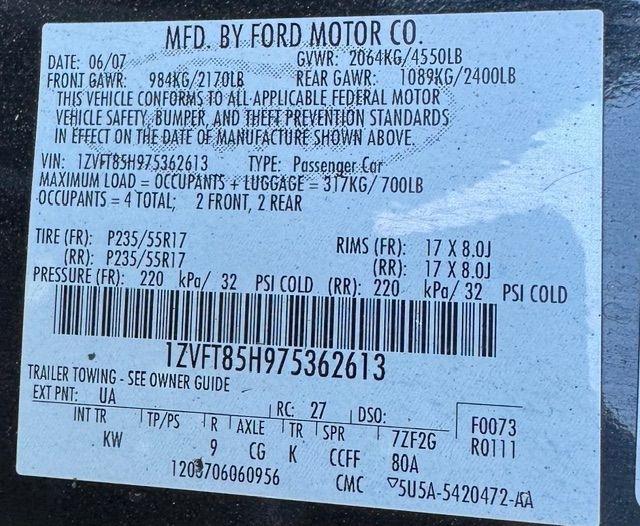 MFD. BY FORD MOTOR CO.
DATE: 06/07 GVWR: 2064KG/4550LB
FRONT GAWR: 984KG/2170LB REAR GAWR: 1089KG/2400LB
THIS VEHICLE CONFORMS TO ALL APPLICABLE FEDERAL MOTOR
VEHICLE SAFETY, BUMPER, AND THEFT PREVENTION STANDARDS
IN EFFECT ON THE DATE OF MANUFACTURE SHOWN ABOVE.
VIN: 1ZVFT85H975362613 TYPE: Passenger Car
MAXIMUM LOAD = OCCUPANTS + LUGGAGE = 317KG/700LB
OCCUPANTS = 4 TOTAL; 2 FRONT, 2 REAR
TIRE (FR): P235/55R17 RIMS (FR): 17 X 8.0J
(RR): P235/55R17 (RR): 17 X 8.0J
PRESSURE (FR): 220 kPa/ 32 PSI COLD (RR): 220 kPa/ 32 PSI COLD
1ZVFT85H975362613
TRAILER TOWING - SEE OWNER GUIDE
EXT PNT: UA RC: 27 DSO: F0073
INT TR TP/PS R AXLE TR SPR 7ZF2G R0111
KW 9 CG K CCFF 80A
1203706060956 CMC ▽5U5A-5420472-AA